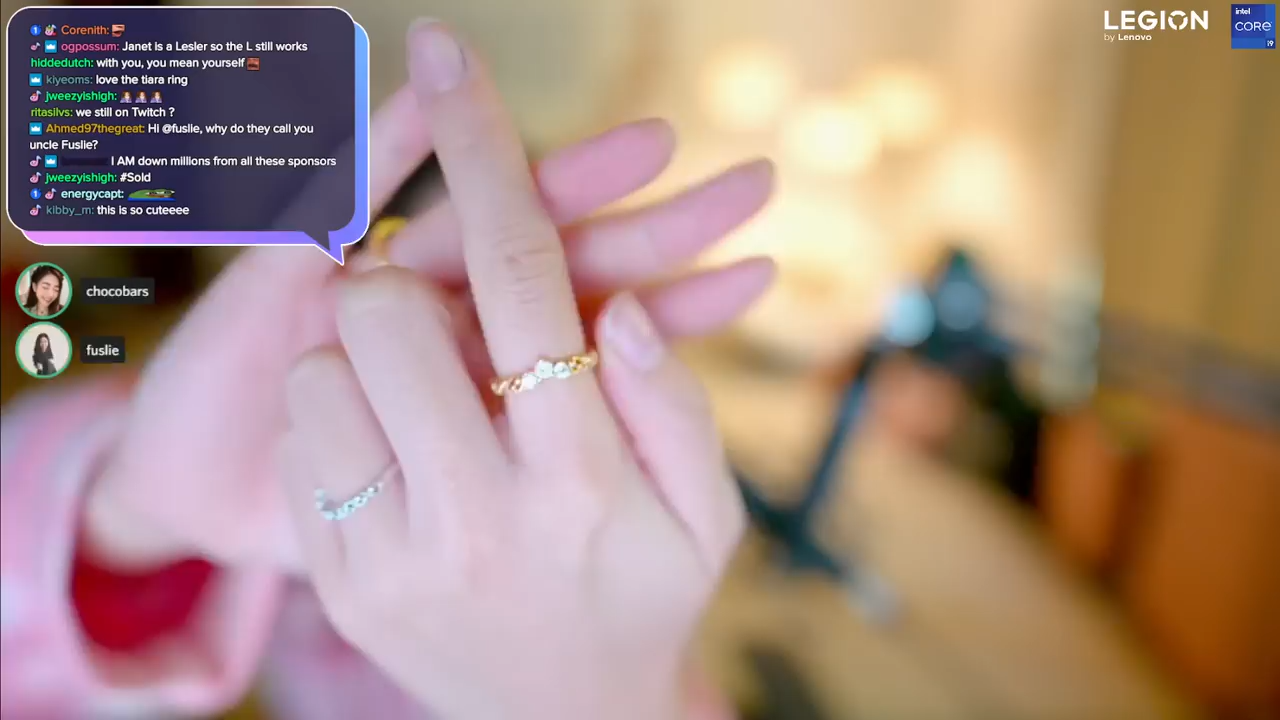 Corenith:
ogpossum: Janet is a Lesler so the L still works
hiddedutch: with you, you mean yourself
kiyeoms: love the tiara ring
jweezyishigh:
ritasilvs: we still on Twitch ?
Ahmed97thegreat: Hi @fuslie, why do they call you
uncle Fuslie?
I AM down millions from all these sponsors
jweezyishigh: #Sold
energycapt:
kibby_m: this is so cuteeee
chocobars
fuslie
LEGION
by Lenovo
intel
CORE
i9